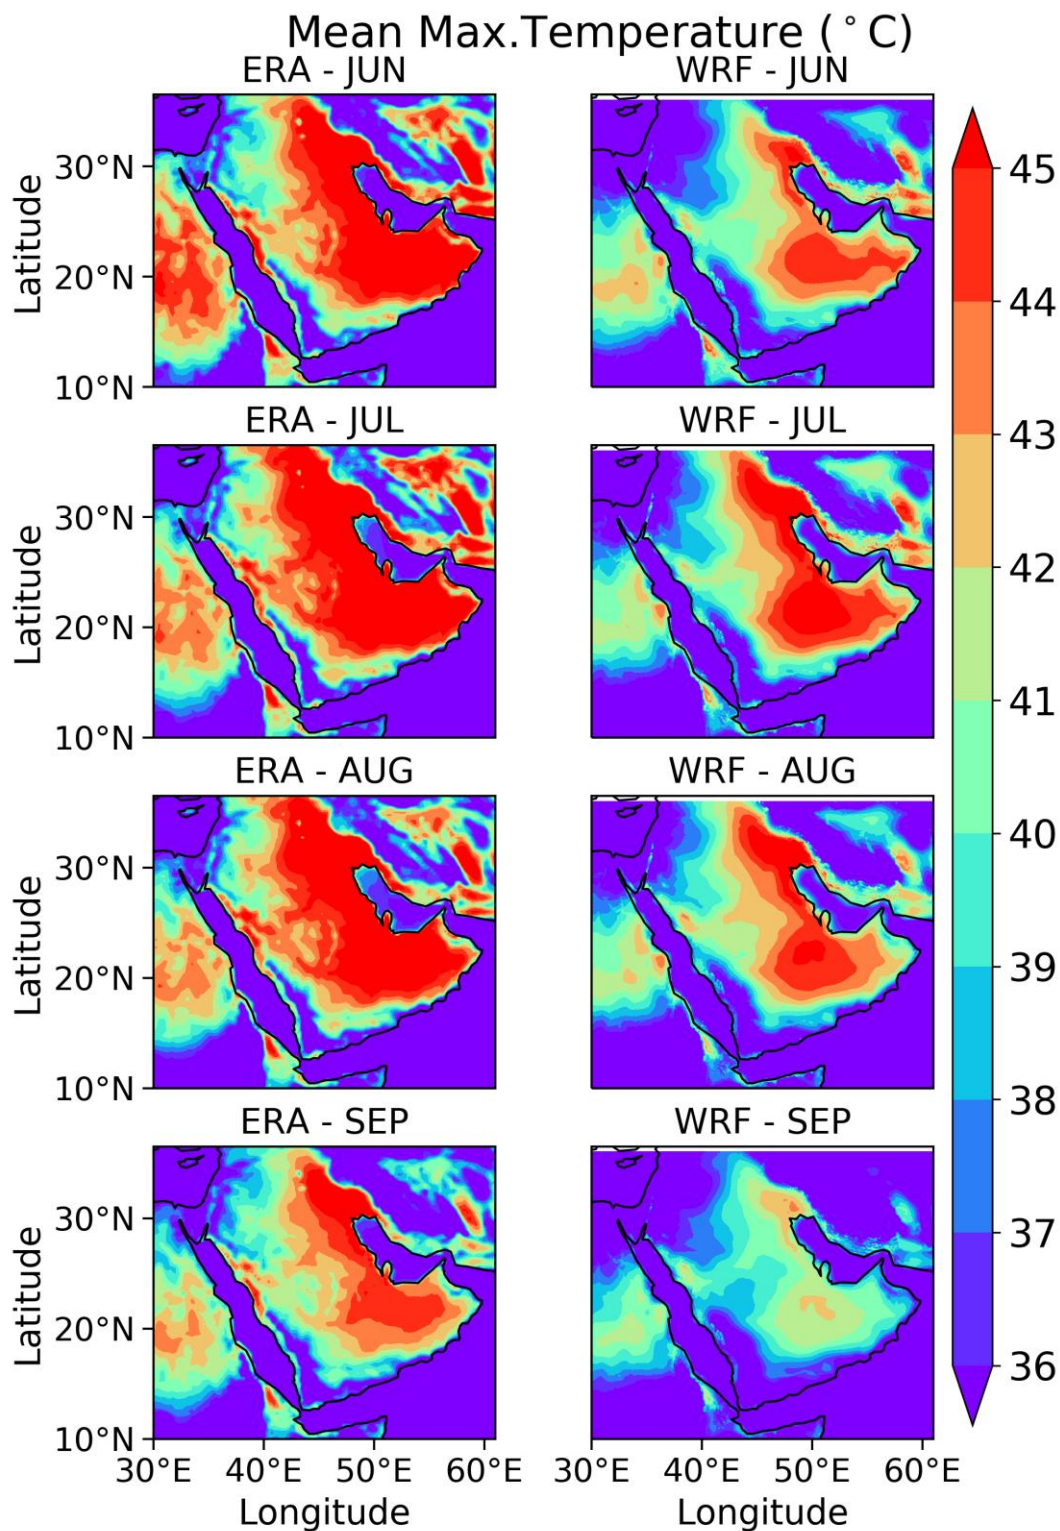 Mean Max.Temperature (°C)
ERA - JUN
WRF - JUN
Latitude
30°N
20°N
10°N
ERA - JUL
WRF - JUL
Latitude
30°N
20°N
10°N
ERA - AUG
WRF - AUG
Latitude
30°N
20°N
10°N
ERA - SEP
WRF - SEP
Latitude
30°N
20°N
10°N
30°E 40°E 50°E 60°E
30°E 40°E 50°E 60°E
Longitude
Longitude
45
44
43
42
41
40
39
38
37
36